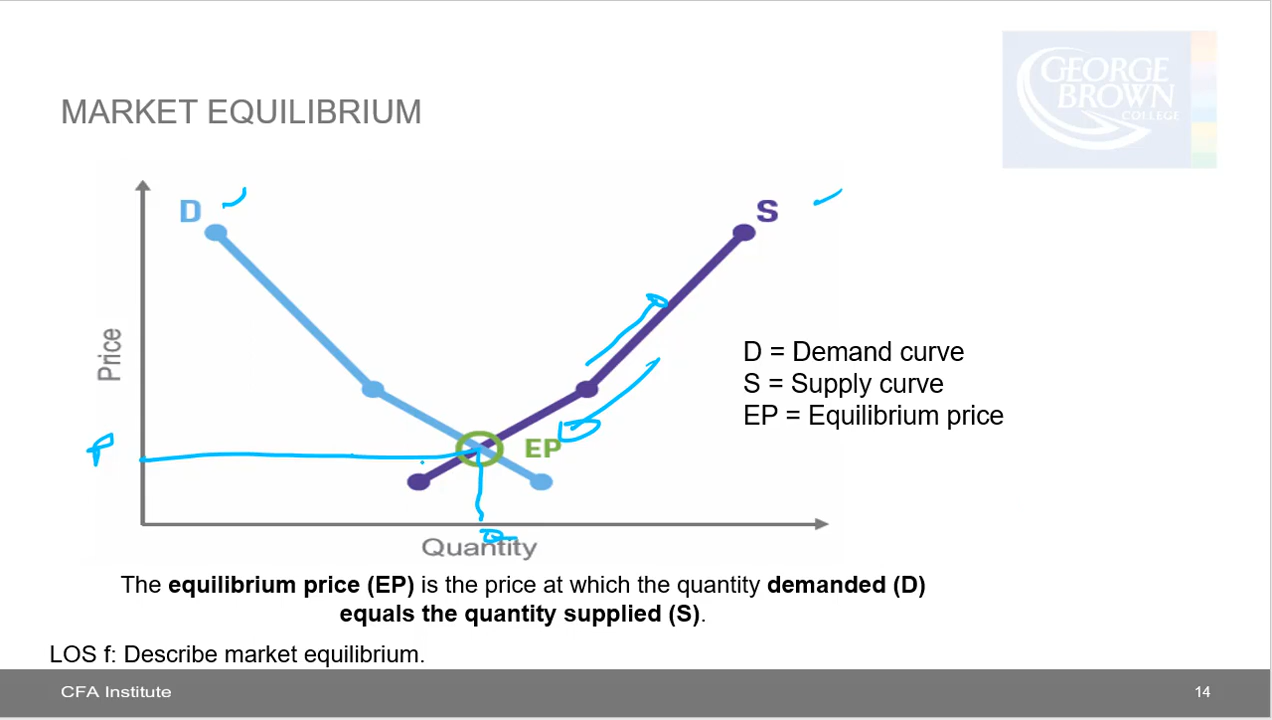 GEORGE
BROWN
COLLEGE
MARKET EQUILIBRIUM
D
S
Price
D = Demand curve
S = Supply curve
EP = Equilibrium price
P
EP
Quantity
The equilibrium price (EP) is the price at which the quantity demanded (D)
equals the quantity supplied (S).
LOS f: Describe market equilibrium.
CFA Institute
14